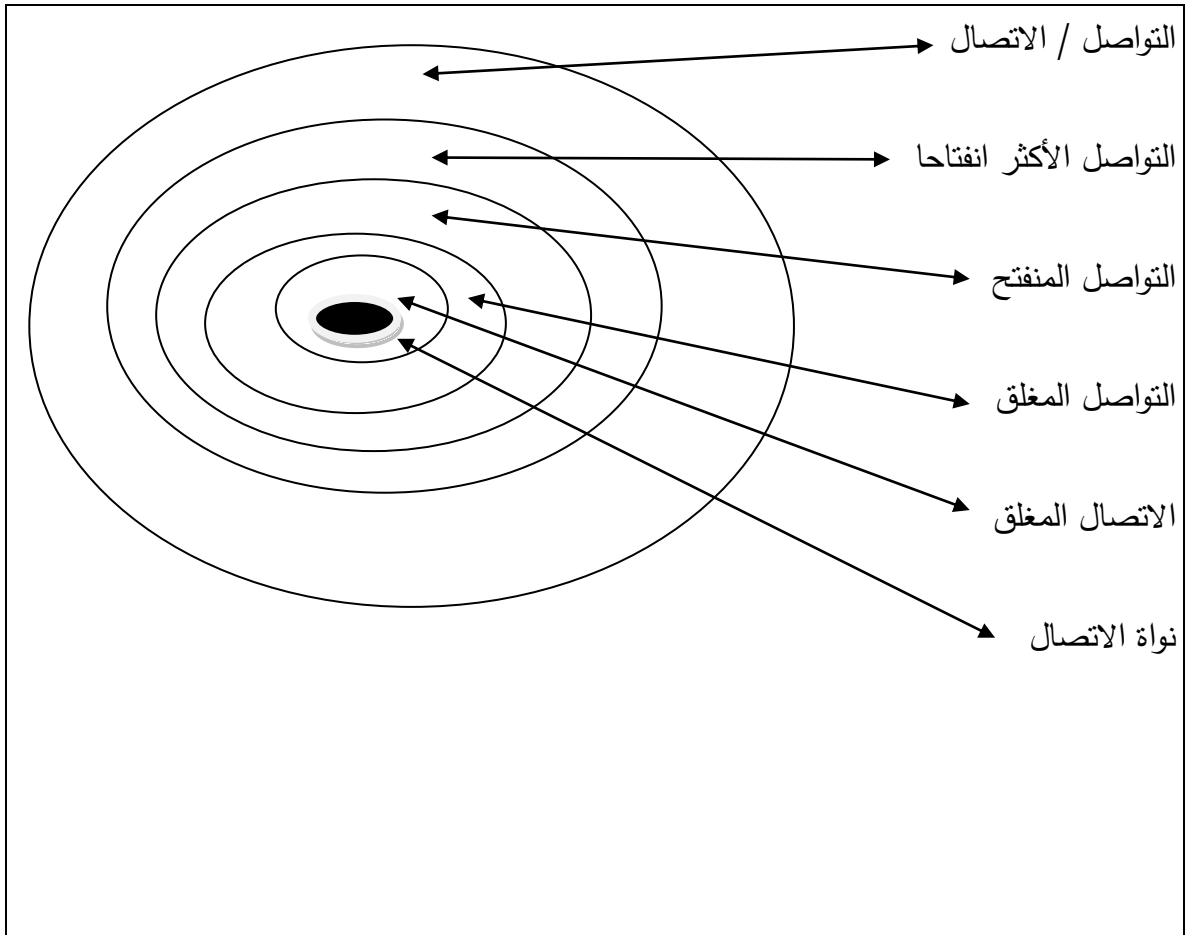 التواصل / الاتصال
التواصل الأكثر انفتاحا
التواصل المنفتح
التواصل المغلق
الاتصال المغلق
نواة الاتصال